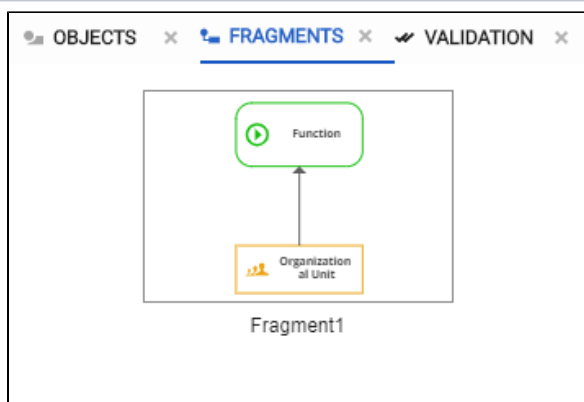 OBJECTS × FRAGMENTS × VALIDATION ×
Function
Organization
al Unit
Fragment1